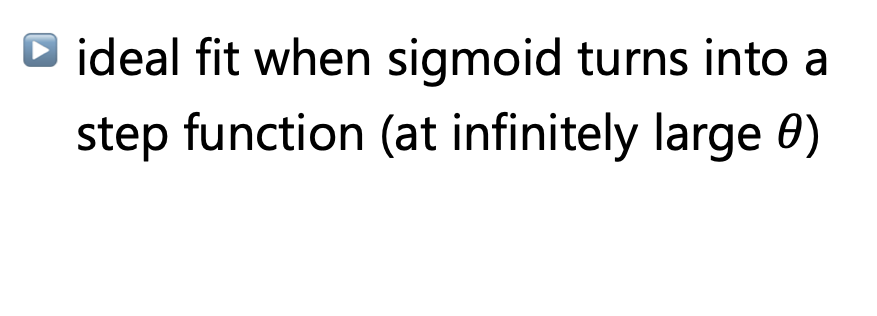 ideal fit when sigmoid turns into a
step function (at infinitely large θ)